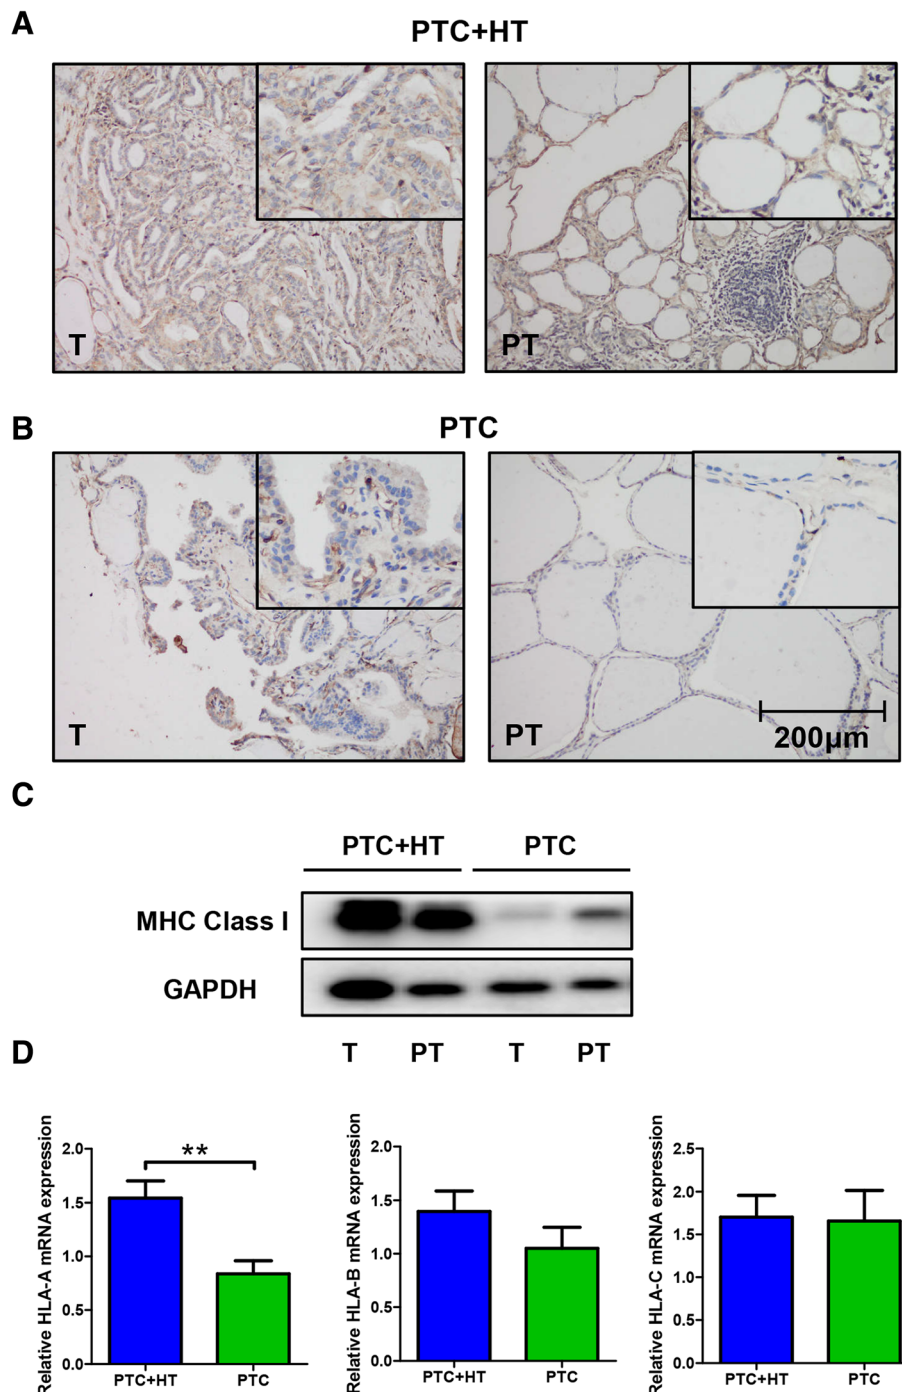 A
PTC+HT
T
PT
B
PTC
T
PT
200μm
C
PTC+HT
PTC
MHC Class I
GAPDH
T
PT
T
PT
D
Relative HLA-A mRNA expression
2.0
1.5
1.0
0.5
0.0
**
PTC+HT
PTC
Relative HLA-B mRNA expression
2.0
1.5
1.0
0.5
0.0
PTC+HT
PTC
Relative HLA-C mRNA expression
2.5
2.0
1.5
1.0
0.5
0.0
PTC+HT
PTC